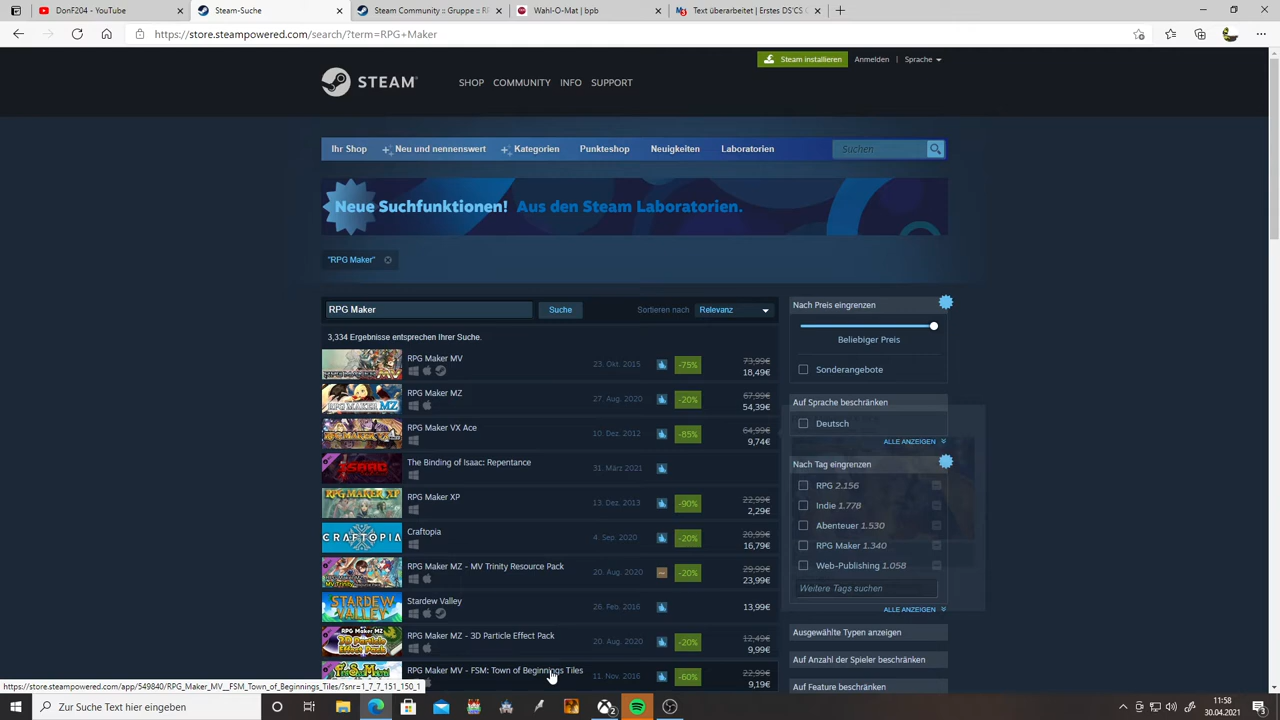 DonF204 - YouTube
Steam-Suche
Steam-Community :: Gruppe :: RP
Wahl-O-Mat | bpb
Text überarbeiten | DS'CS Comm
https://store.steampowered.com/search/?term=RPG+Maker
Steam installieren
Anmelden | Sprache
STEAM
SHOP COMMUNITY INFO SUPPORT
Ihr Shop
Neu und nennenswert
Kategorien
Punkteshop
Neuigkeiten
Laboratorien
Suchen
Neue Suchfunktionen! Aus den Steam Laboratorien.
"RPG Maker"
RPG Maker
Suche
Sortieren nach
Relevanz
3,334 Ergebnisse entsprechen Ihrer Suche.
RPG Maker MV
23. Okt. 2015
-75%
73,99€
18,49€
RPG Maker MZ
27. Aug. 2020
-20%
67,99€
54,39€
RPG Maker VX Ace
10. Dez. 2012
-85%
64,99€
9,74€
The Binding of Isaac: Repentance
31. März 2021
RPG Maker XP
13. Dez. 2013
-90%
22,99€
2,29€
Craftopia
4. Sep. 2020
-20%
20,99€
16,79€
RPG Maker MZ - MV Trinity Resource Pack
20. Aug. 2020
-20%
29,99€
23,99€
Stardew Valley
26. Feb. 2016
13,99€
RPG Maker MZ - 3D Particle Effect Pack
20. Aug. 2020
-20%
12,49€
9,99€
RPG Maker MV - FSM: Town of Beginnings Tiles
11. Nov. 2016
-60%
22,99€
9,19€
Nach Preis eingrenzen
Beliebiger Preis
Sonderangebote
Auf Sprache beschränken
Deutsch
ALLE ANZEIGEN
Nach Tag eingrenzen
RPG 2.156
Indie 1.778
Abenteuer 1.530
RPG Maker 1.340
Web-Publishing 1.058
Weitere Tags suchen
ALLE ANZEIGEN
Ausgewählte Typen anzeigen
Auf Anzahl der Spieler beschränken
Auf Feature beschränken
https://store.steampowered.com/app/549840/RPG_Maker_MV__FSM_Town_of_Beginnings_Tiles/?snr=1_7_7_151_150_1
Zur Suche Text hier eingeben
11:58
30.04.2021